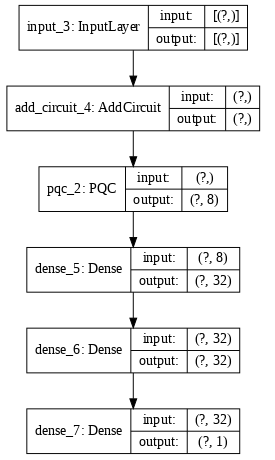 input_3: InputLayer
input:
[(?,)]
output:
[(?,)]
add_circuit_4: AddCircuit
input:
(?,)
output:
(?,)
pqc_2: PQC
input:
(?,)
output:
(?, 8)
dense_5: Dense
input:
(?, 8)
output:
(?, 32)
dense_6: Dense
input:
(?, 32)
output:
(?, 32)
dense_7: Dense
input:
(?, 32)
output:
(?, 1)